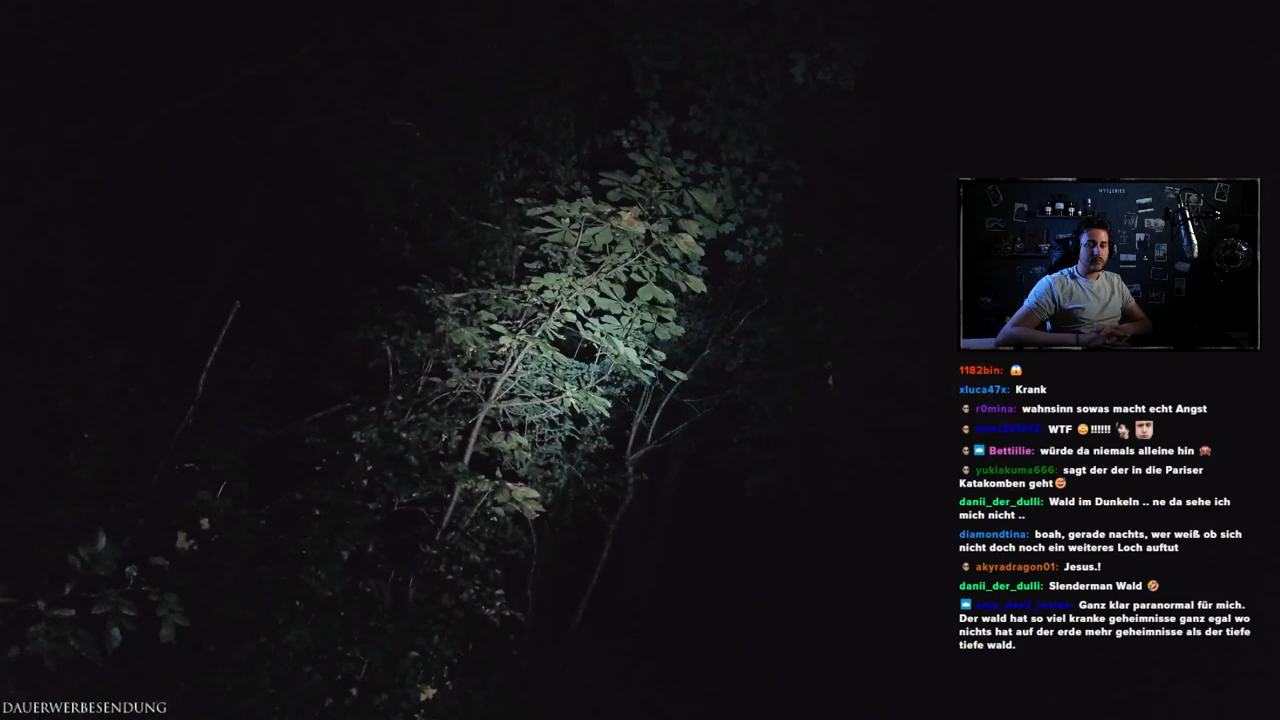 MYSTERIES
1182bin:
xluca47x: Krank
r0mina: wahnsinn sowas macht echt Angst
WTF !!!!!!
Bettiilie: würde da niemals alleine hin
yukiakuma666: sagt der der in die Pariser
Katakomben geht
danii_der_dulli: Wald im Dunkeln .. ne da sehe ich
mich nicht ..
diamondtina: boah, gerade nachts, wer weiß ob sich
nicht doch noch ein weiteres Loch auftut
akyradragon01: Jesus.!
danii_der_dulli: Slenderman Wald
Ganz klar paranormal für mich.
Der wald hat so viel kranke geheimnisse ganz egal wo
nichts hat auf der erde mehr geheimnisse als der tiefe
tiefe wald.
DAUERWERBESENDUNG